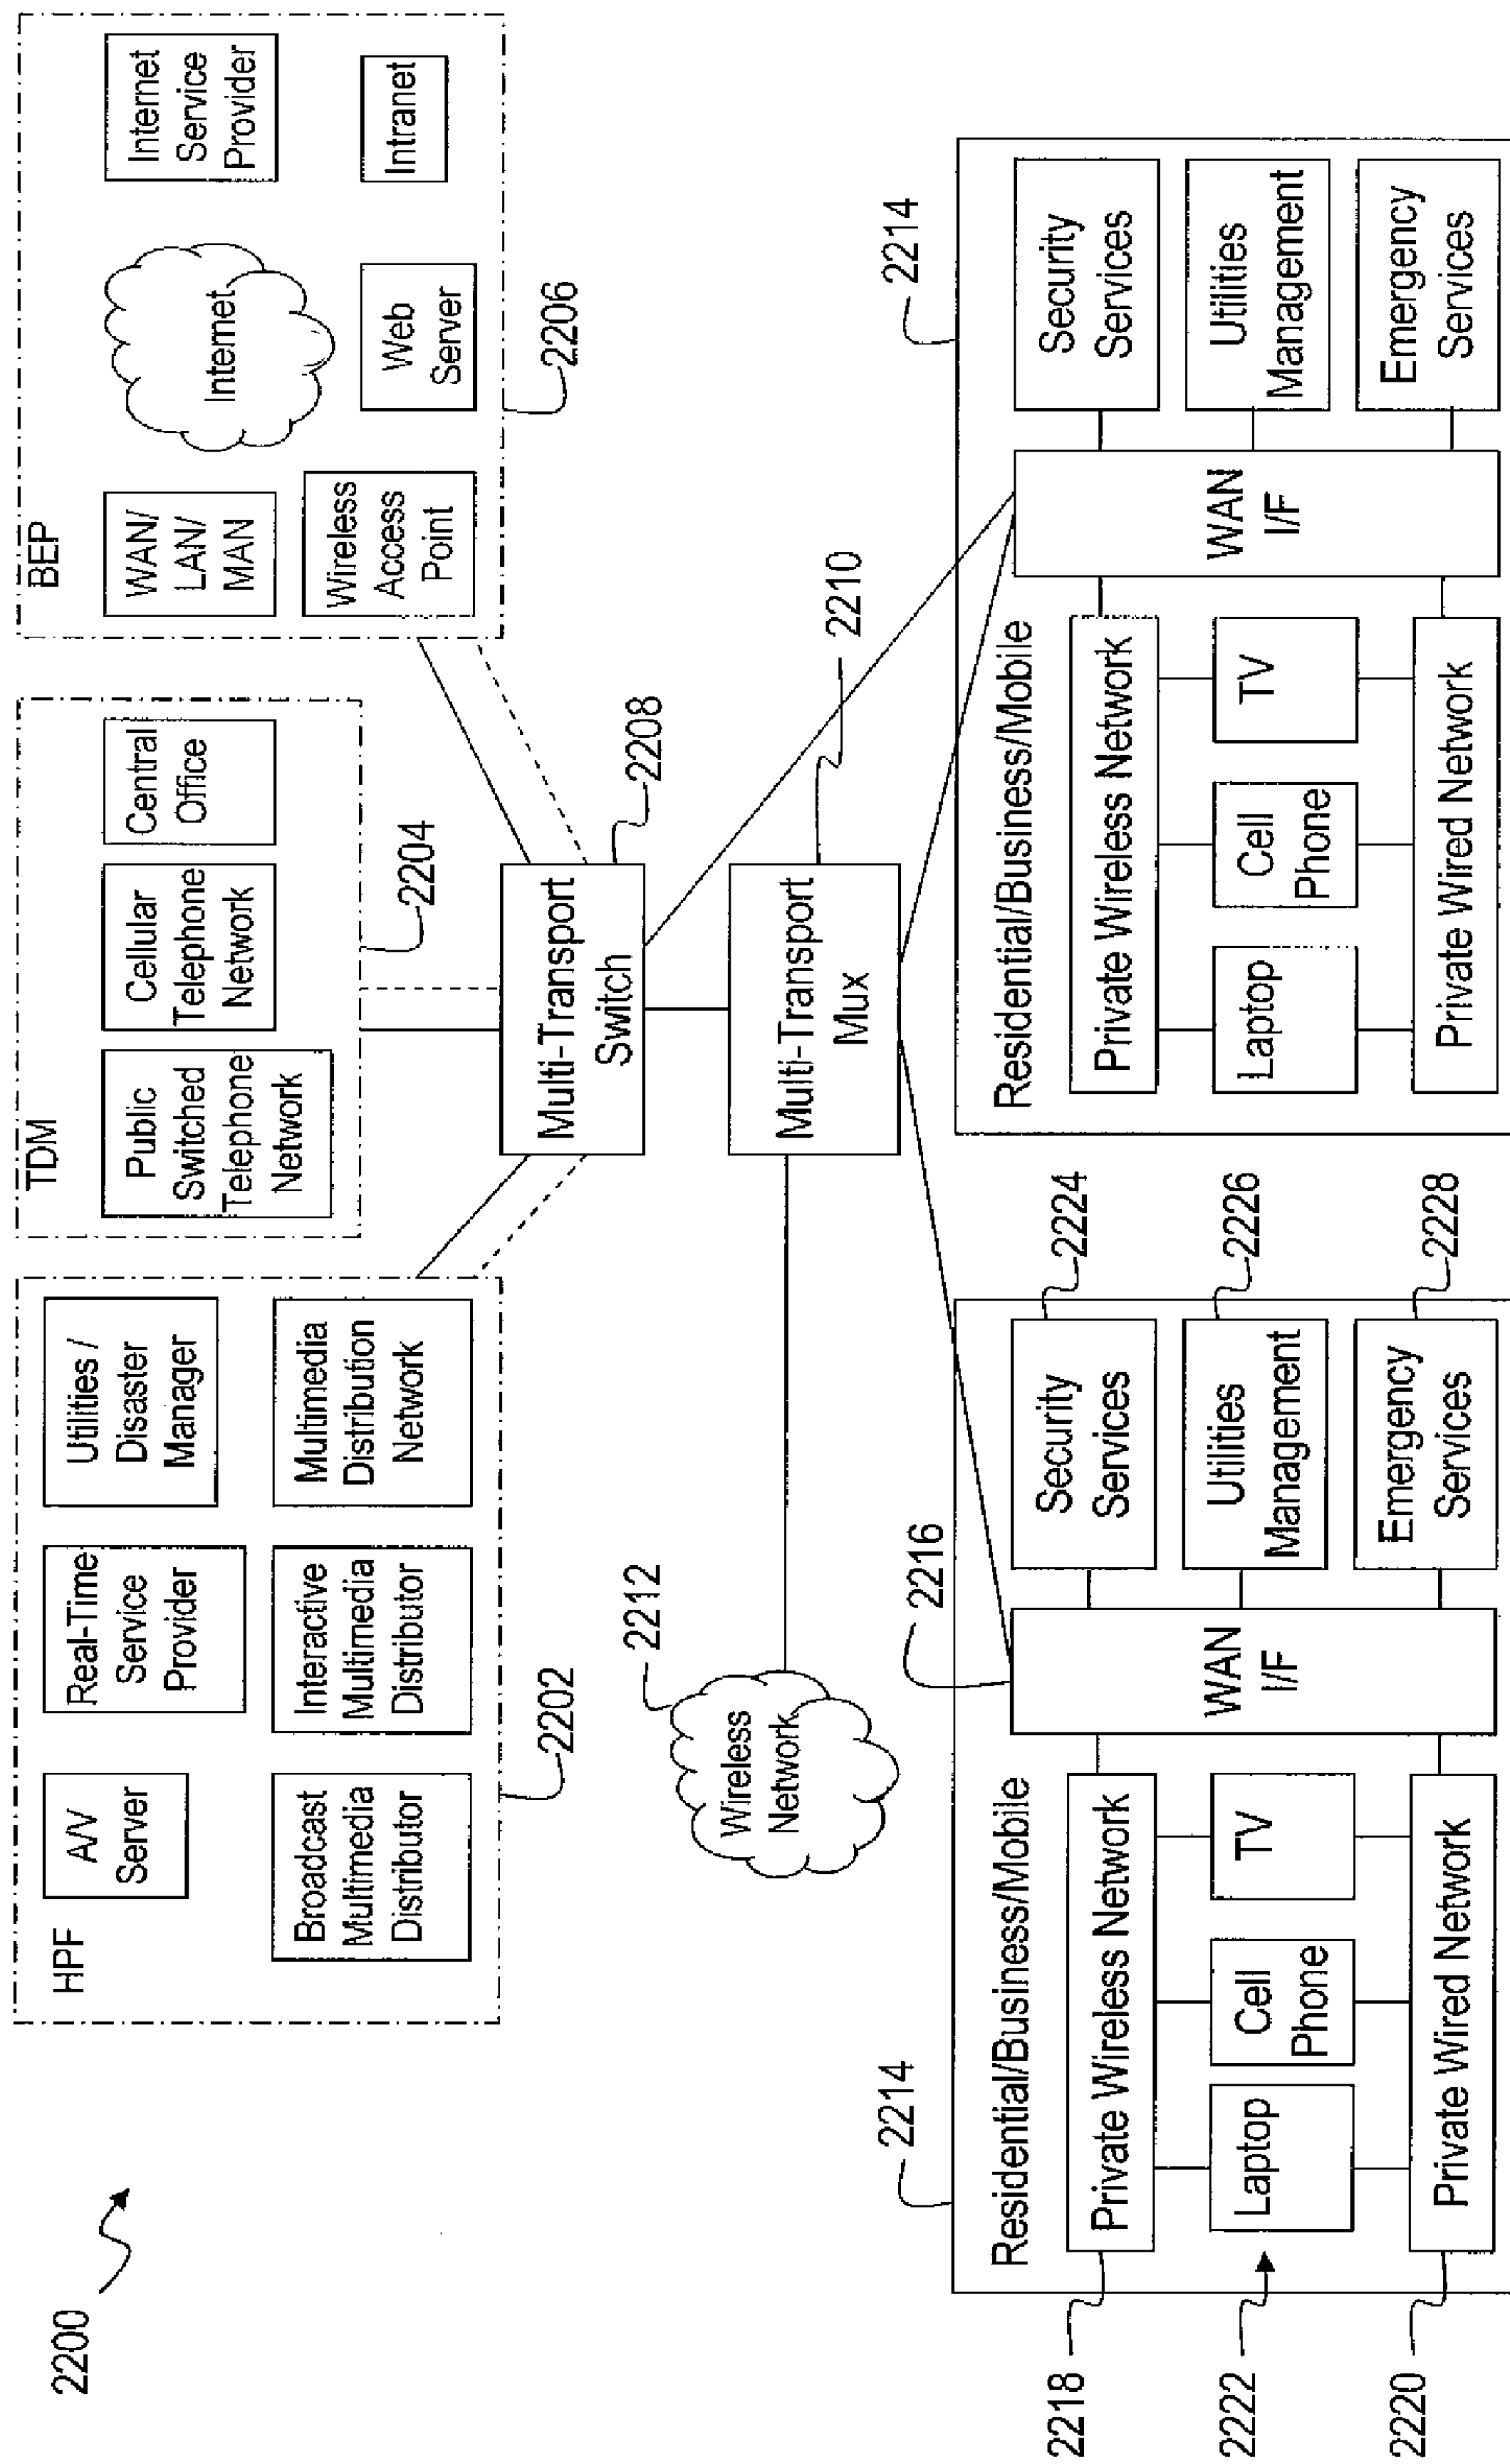 2200
HPF
A/V
Server
Real-Time
Service
Provider
Utilities /
Disaster
Manager
Broadcast
Multimedia
Distributor
Interactive
Multimedia
Distributor
Multimedia
Distribution
Network
2202
TDM
Public
Switched
Telephone
Network
Cellular
Telephone
Network
Central
Office
2204
BEP
WAN/
LAN/
MAN
Internet
Internet
Service
Provider
Wireless
Access
Point
Web
Server
Intranet
2206
Multi-Transport
Switch
2208
Multi-Transport
Mux
2210
Wireless
Network
2212
2214
Residential/Business/Mobile
Private Wireless Network
Laptop
Cell
Phone
TV
Private Wired Network
2216
WAN
I/F
Security
Services
Utilities
Management
Emergency
Services
2218
2222
2220
2224
2226
2228
2214
Residential/Business/Mobile
Private Wireless Network
Laptop
Cell
Phone
TV
Private Wired Network
WAN
I/F
Security
Services
Utilities
Management
Emergency
Services